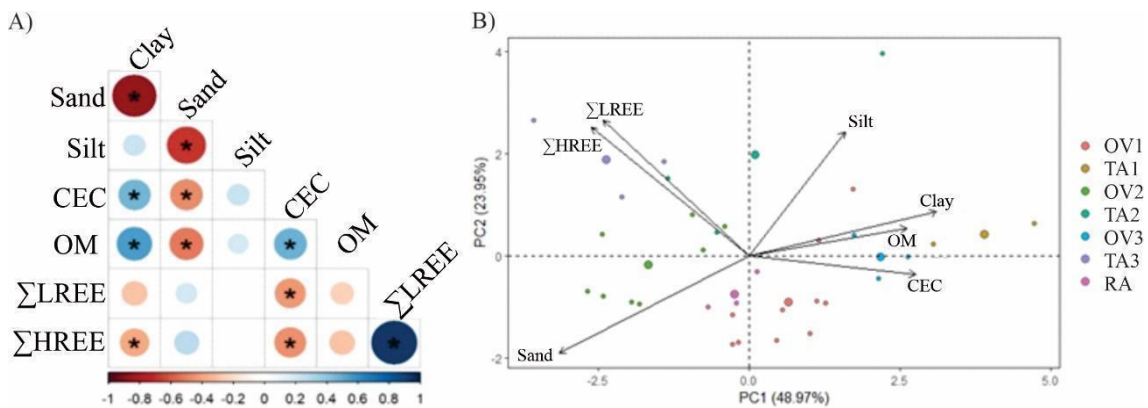 A)
Clay
Sand
Sand
Silt
Silt
CEC
CEC
OM
OM
∑LREE
∑LREE
∑HREE
* * * * * * * * * * * *
-1 -0.8 -0.6 -0.4 -0.2 0 0.2 0.4 0.6 0.8 1
B)
PC2 (23.95%)
4
2
0
-2
∑LREE
∑HREE
Silt
Clay
OM
CEC
Sand
-2.5 0.0 2.5 5.0
PC1 (48.97%)
OV1
TA1
OV2
TA2
OV3
TA3
RA